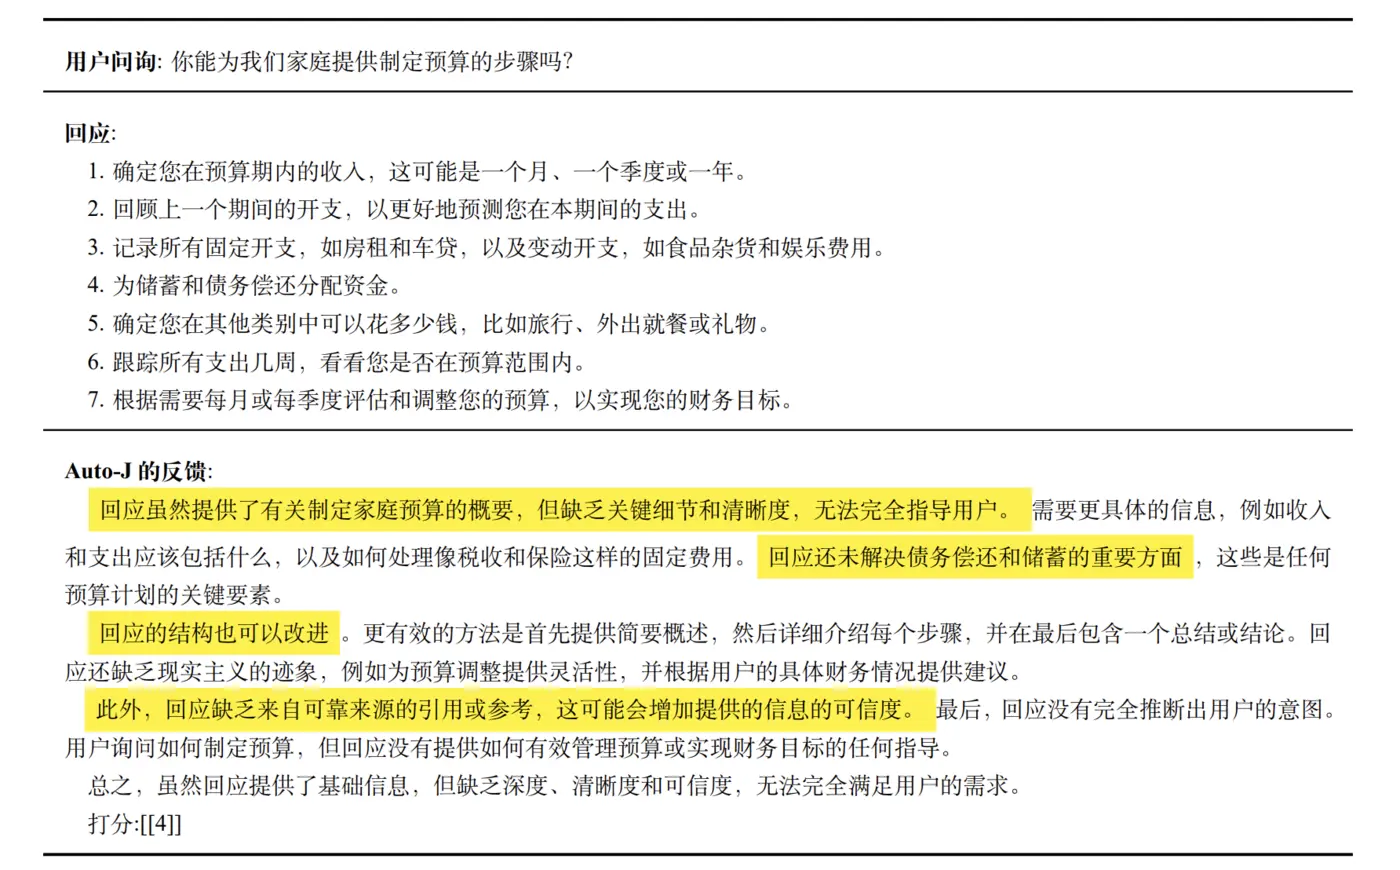 用户问询: 你能为我们家庭提供制定预算的步骤吗?
回应:
1. 确定您在预算期内的收入，这可能是一个月、一个季度或一年。
2. 回顾上一个期间的开支，以更好地预测您在本期间的支出。
3. 记录所有固定开支，如房租和车贷，以及变动开支，如食品杂货和娱乐费用。
4. 为储蓄和债务偿还分配资金。
5. 确定您在其他类别中可以花多少钱，比如旅行、外出就餐或礼物。
6. 跟踪所有支出几周，看看您是否在预算范围内。
7. 根据需要每月或每季度评估和调整您的预算，以实现您的财务目标。
Auto-J 的反馈:
回应虽然提供了有关制定家庭预算的概要，但缺乏关键细节和清晰度，无法完全指导用户。需要更具体的信息，例如收入
和支出应该包括什么，以及如何处理像税收和保险这样的固定费用。回应还未解决债务偿还和储蓄的重要方面，这些是任何
预算计划的关键要素。
回应的结构也可以改进。更有效的方法是首先提供简要概述，然后详细介绍每个步骤，并在最后包含一个总结或结论。回
应还缺乏现实主义的迹象，例如为预算调整提供灵活性，并根据用户的具体财务情况提供建议。
此外，回应缺乏来自可靠来源的引用或参考，这可能会增加提供的信息的可信度。最后，回应没有完全推断出用户的意图。
用户询问如何制定预算，但回应没有提供如何有效管理预算或实现财务目标的任何指导。
总之，虽然回应提供了基础信息，但缺乏深度、清晰度和可信度，无法完全满足用户的需求。
打分:[[4]]